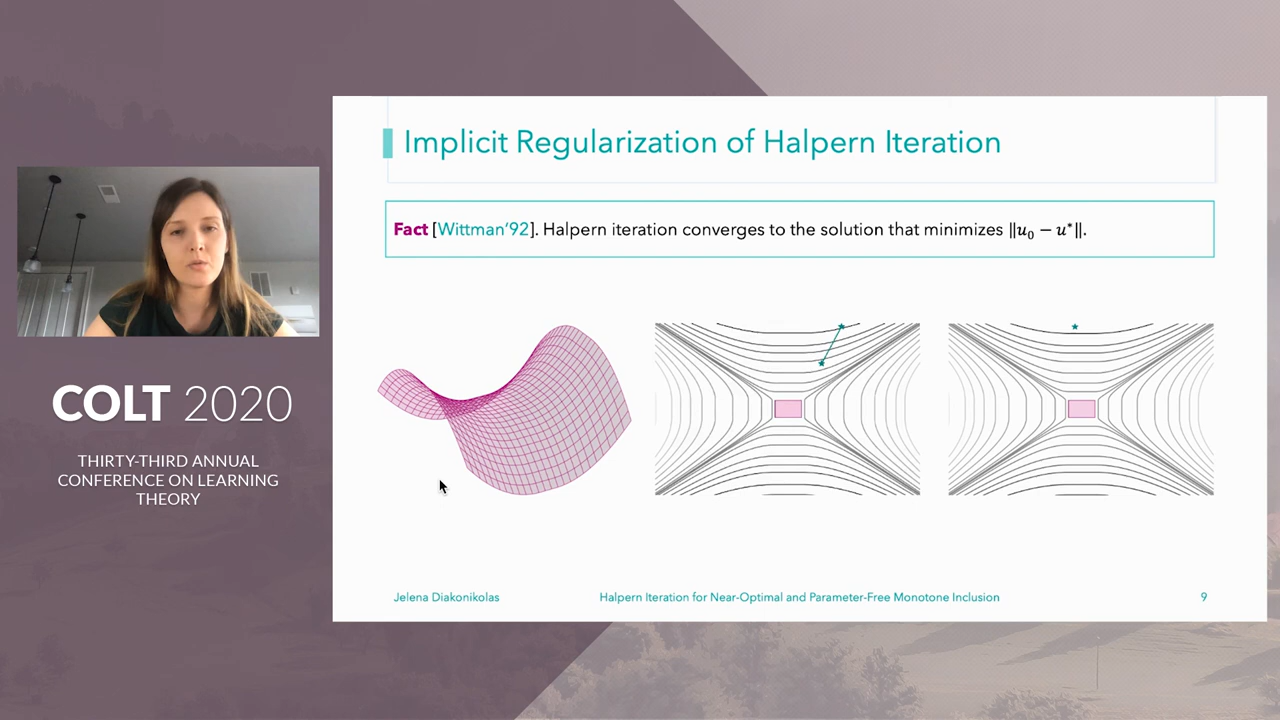 Implicit Regularization of Halpern Iteration
Fact [Wittman'92]. Halpern iteration converges to the solution that minimizes ‖u₀ − u*‖.
COLT 2020
THIRTY-THIRD ANNUAL
CONFERENCE ON LEARNING
THEORY
Jelena Diakonikolas
Halpern Iteration for Near-Optimal and Parameter-Free Monotone Inclusion
9